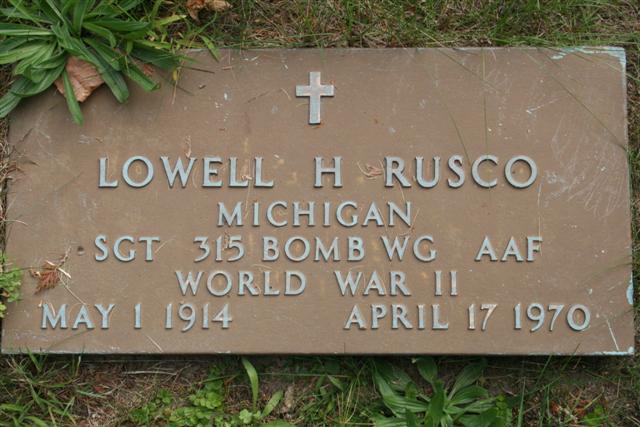 LOWELL H RUSCO
MICHIGAN
SGT 315 BOMB WG AAF
WORLD WAR II
MAY 1 1914 APRIL 17 1970